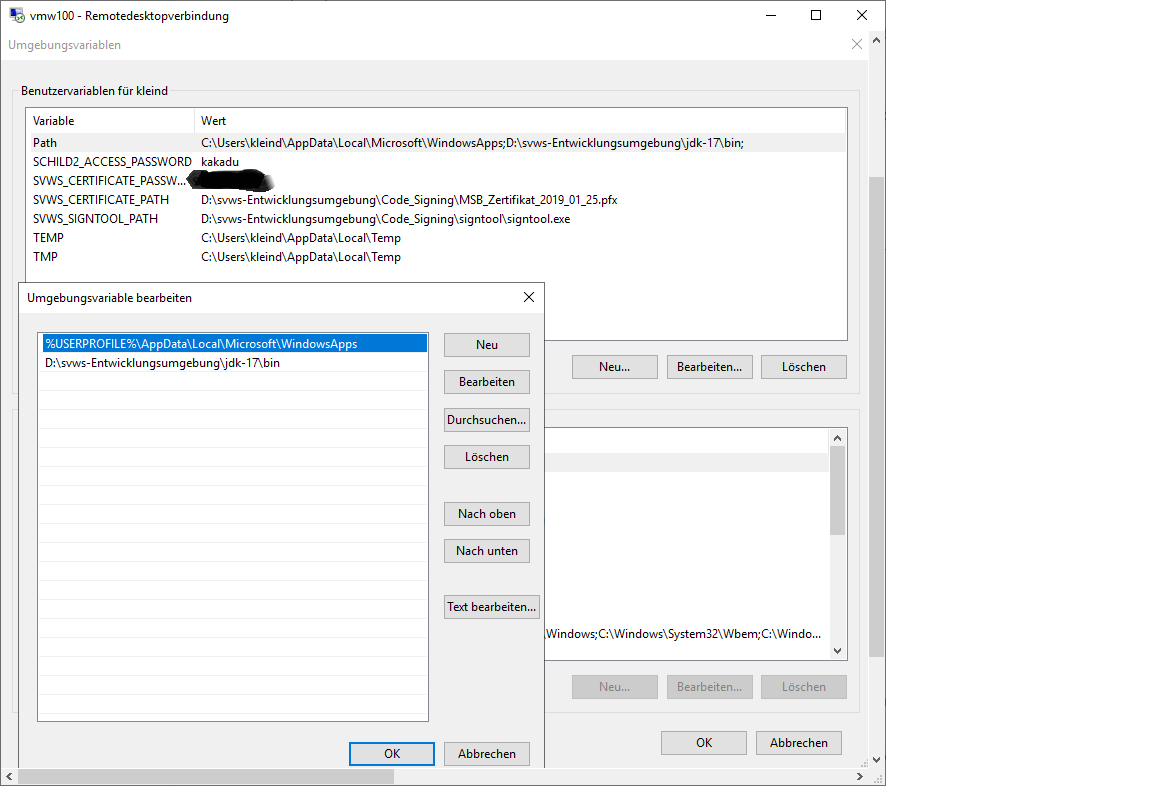 vmw100 - Remotedesktopverbindung
Umgebungsvariablen
Benutzervariablen für kleind
Variable Wert
Path C:\Users\kleind\AppData\Local\Microsoft\WindowsApps;D:\svws-Entwicklungsumgebung\jdk-17\bin;
SCHILD2_ACCESS_PASSWORD kakadu
SVWS_CERTIFICATE_PASSW...
SVWS_CERTIFICATE_PATH D:\svws-Entwicklungsumgebung\Code_Signing\MSB_Zertifikat_2019_01_25.pfx
SVWS_SIGNTOOL_PATH D:\svws-Entwicklungsumgebung\Code_Signing\signtool\signtool.exe
TEMP C:\Users\kleind\AppData\Local\Temp
TMP C:\Users\kleind\AppData\Local\Temp
Neu... Bearbeiten... Löschen
Umgebungsvariable bearbeiten
%USERPROFILE%\AppData\Local\Microsoft\WindowsApps
D:\svws-Entwicklungsumgebung\jdk-17\bin
Neu
Bearbeiten
Durchsuchen...
Löschen
Nach oben
Nach unten
Text bearbeiten...
OK Abbrechen
\Windows;C:\Windows\System32\Wbem;C:\Windo...
Neu... Bearbeiten... Löschen
OK Abbrechen